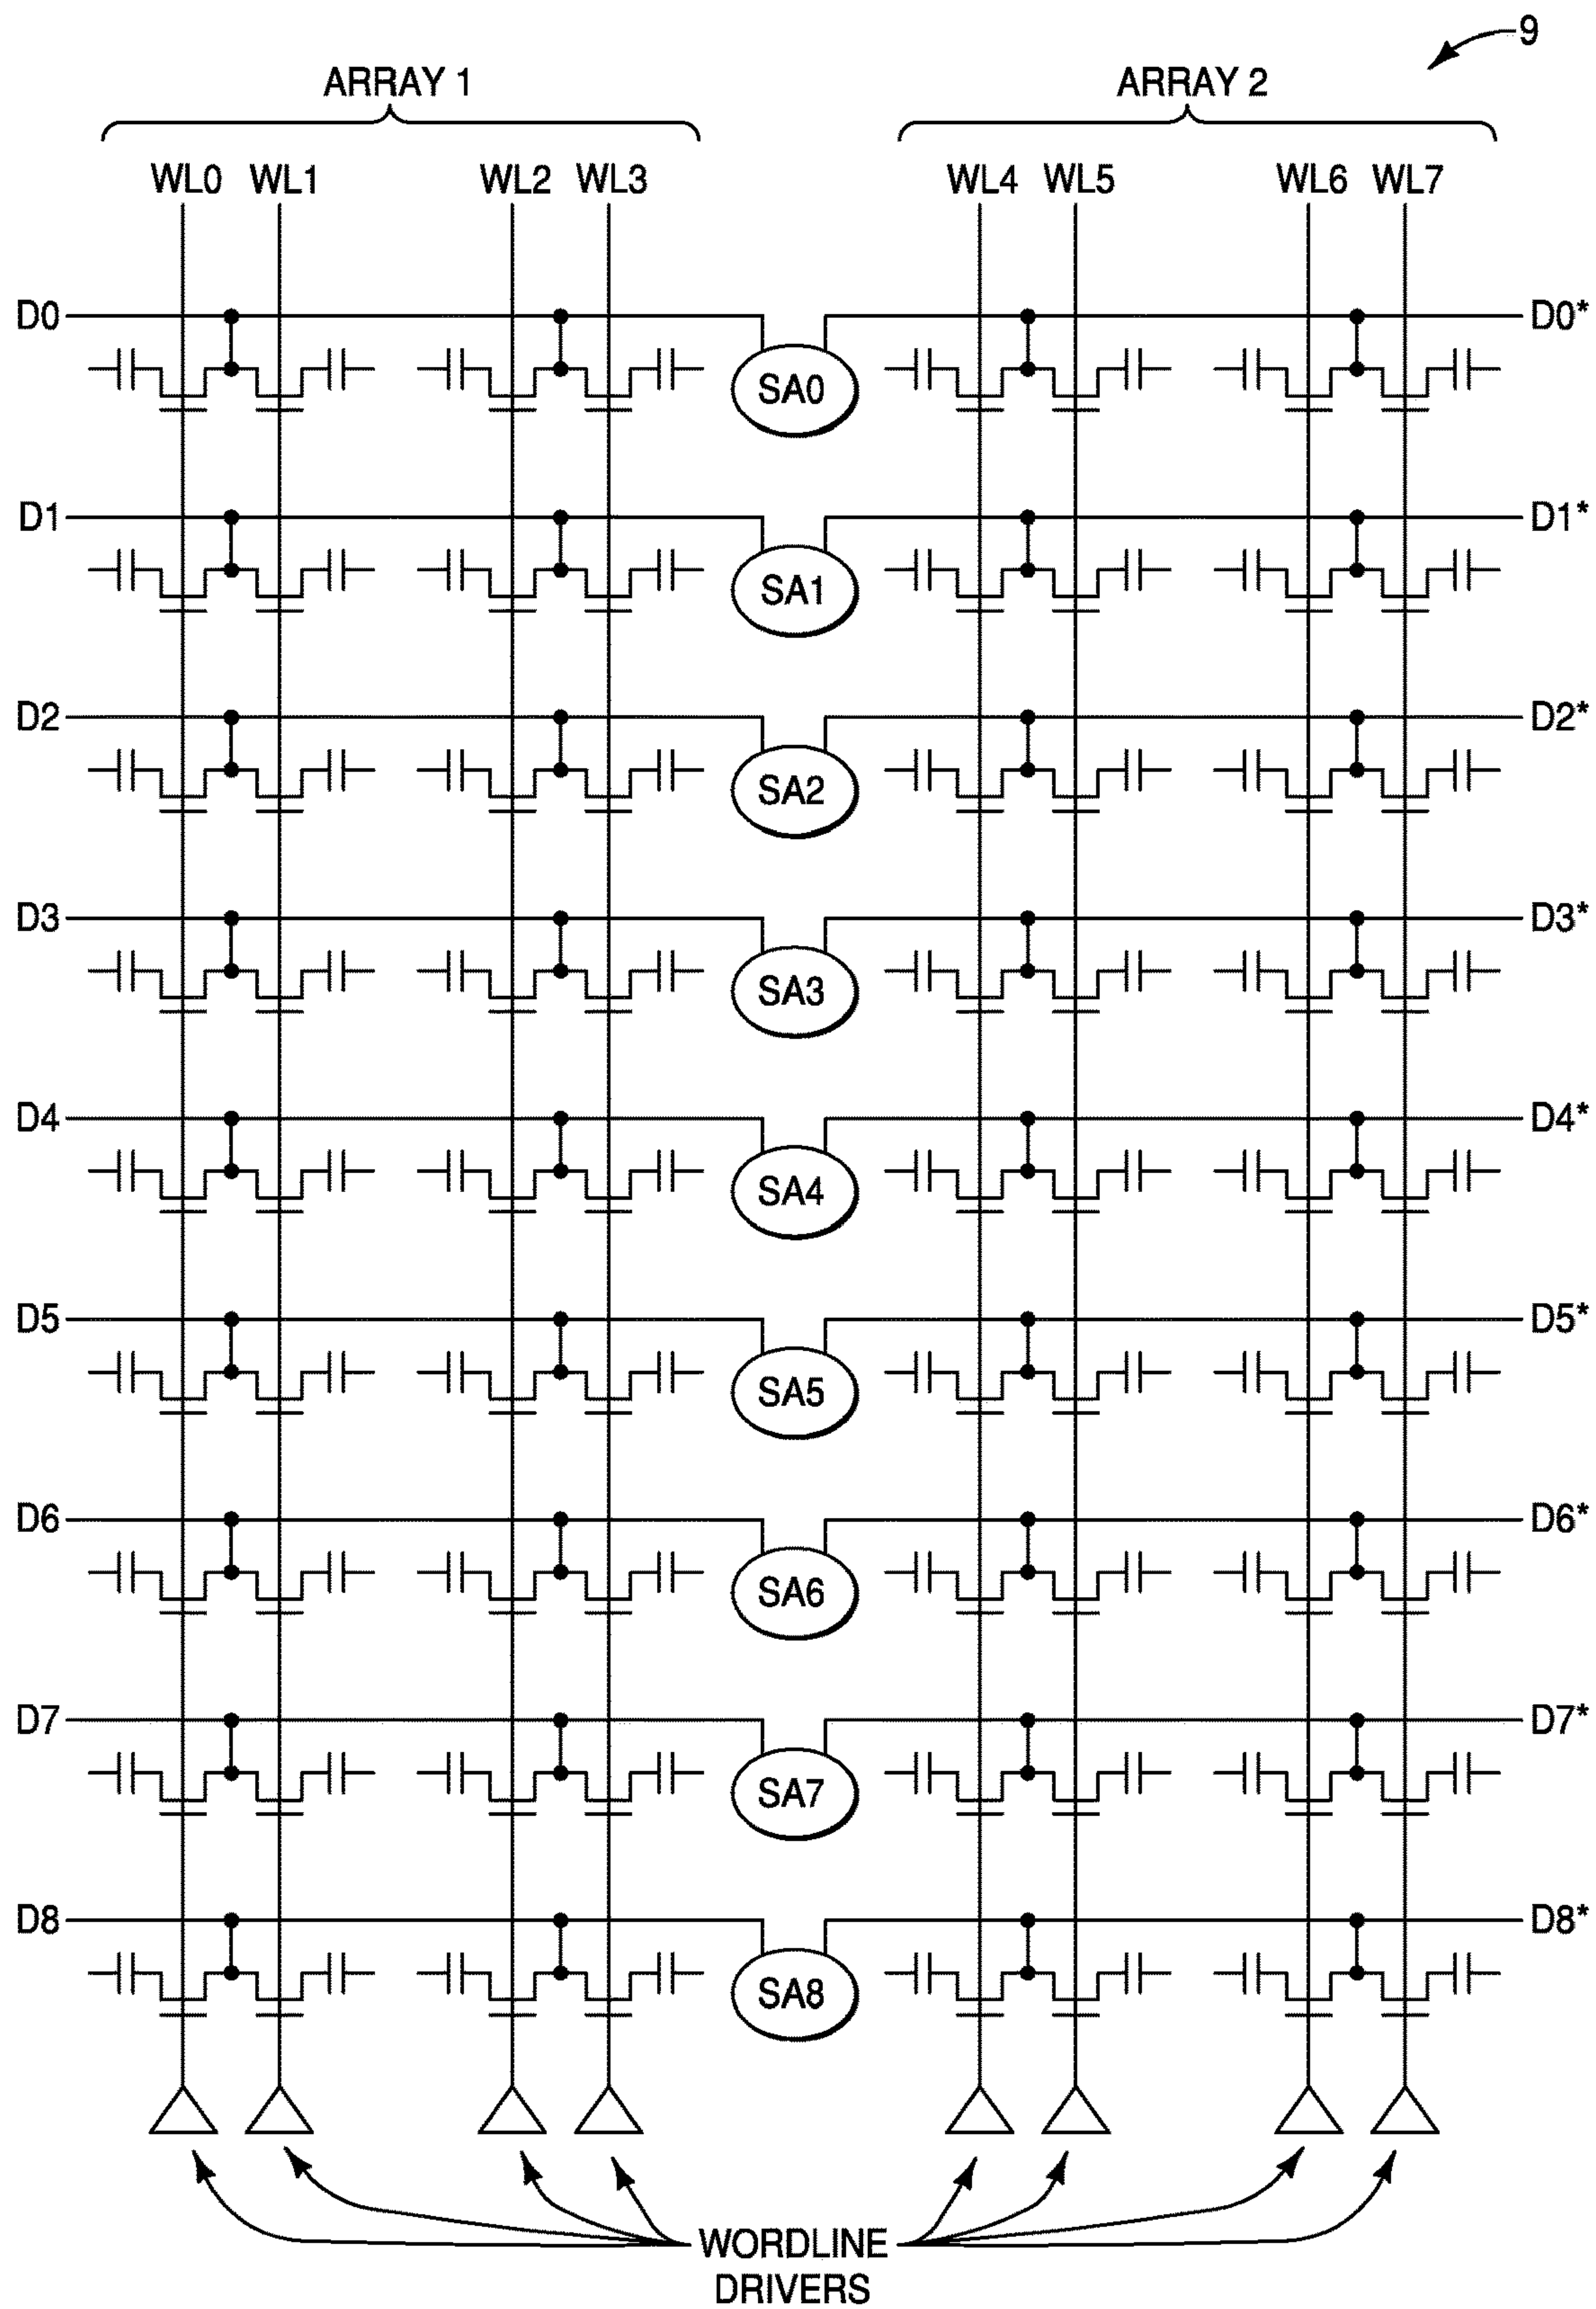 9
ARRAY 1 ARRAY 2
WL0 WL1 WL2 WL3 WL4 WL5 WL6 WL7
D0 D0*
SA0
D1 D1*
SA1
D2 D2*
SA2
D3 D3*
SA3
D4 D4*
SA4
D5 D5*
SA5
D6 D6*
SA6
D7 D7*
SA7
D8 D8*
SA8
WORDLINE
DRIVERS